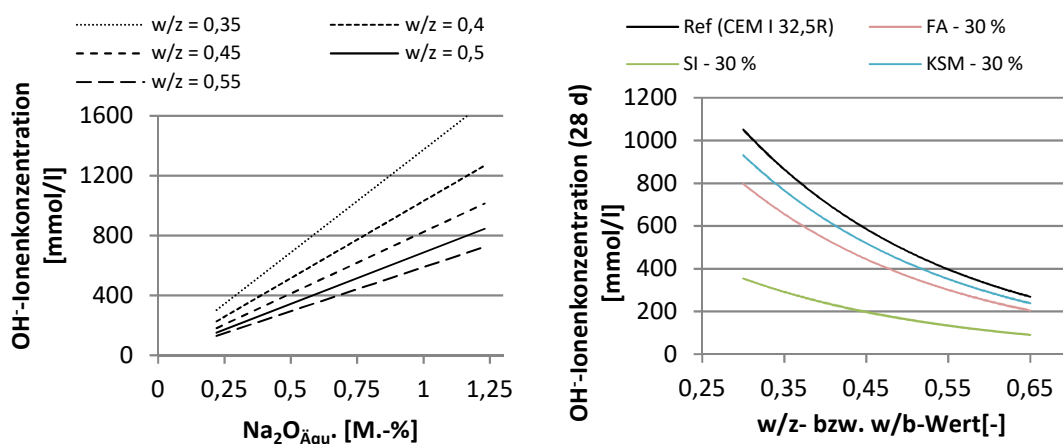 w/z = 0,35
w/z = 0,4
w/z = 0,45
w/z = 0,5
w/z = 0,55
OH⁻-Ionenkonzentration
[mmol/l]
1600
1200
800
400
0
0
0,25
0,5
0,75
1
1,25
Na₂O_Äqu. [M.-%]
Ref (CEM I 32,5R)
FA - 30 %
SI - 30 %
KSM - 30 %
OH⁻-Ionenkonzentration (28 d)
[mmol/l]
1200
1000
800
600
400
200
0
0,25
0,35
0,45
0,55
0,65
w/z- bzw. w/b-Wert[-]